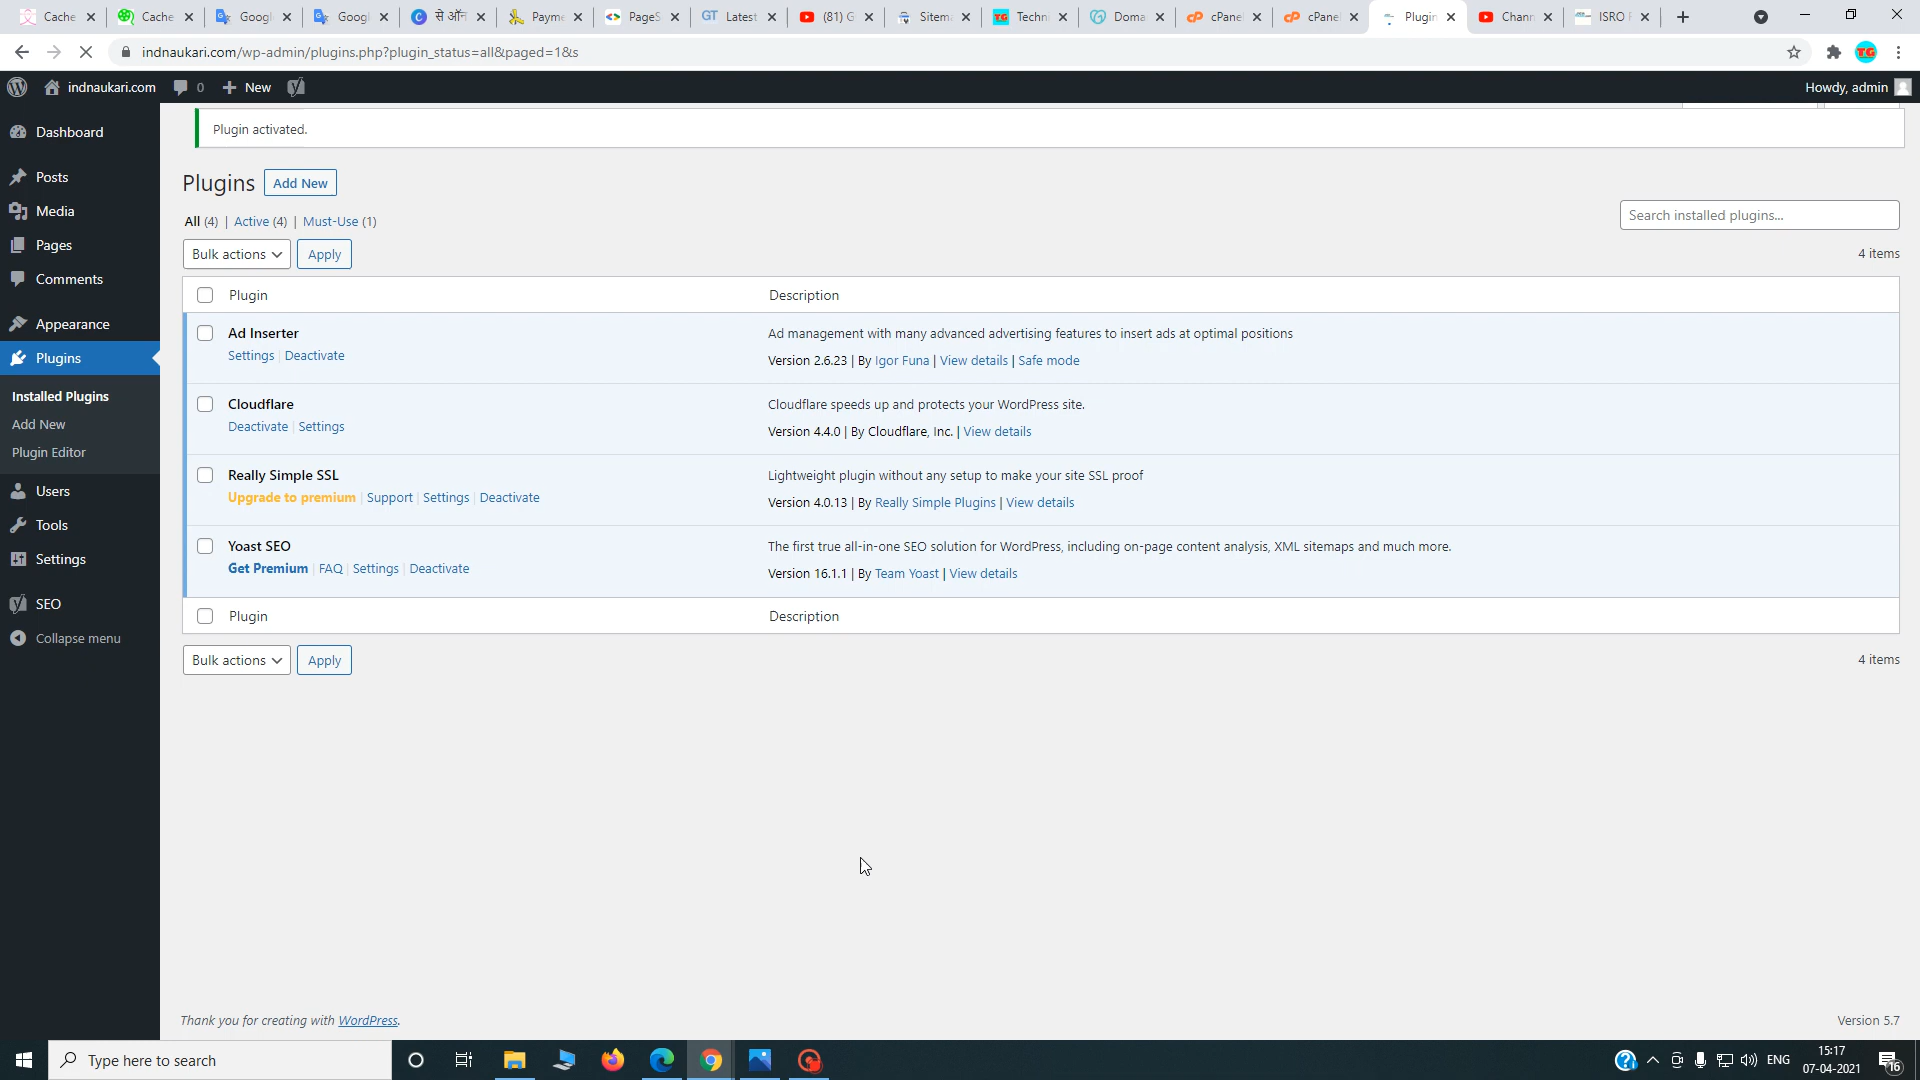 Cache
Cache
Googl
Googl
से ऑन
Payme
PageS
Latest
(81) G
Sitem
Techni
Doma
cPanel
cPanel
Plugin
Chann
ISRO R
indnaukari.com/wp-admin/plugins.php?plugin_status=all&paged=1&s
indnaukari.com
0
New
Howdy, admin
Dashboard
Posts
Media
Pages
Comments
Appearance
Plugins
Installed Plugins
Add New
Plugin Editor
Users
Tools
Settings
SEO
Collapse menu
Plugin activated.
Plugins Add New
All (4) | Active (4) | Must-Use (1)
Search installed plugins...
Bulk actions Apply
4 items
Plugin Description
Ad Inserter
Settings | Deactivate
Ad management with many advanced advertising features to insert ads at optimal positions
Version 2.6.23 | By Igor Funa | View details | Safe mode
Cloudflare
Deactivate | Settings
Cloudflare speeds up and protects your WordPress site.
Version 4.4.0 | By Cloudflare, Inc. | View details
Really Simple SSL
Upgrade to premium | Support | Settings | Deactivate
Lightweight plugin without any setup to make your site SSL proof
Version 4.0.13 | By Really Simple Plugins | View details
Yoast SEO
Get Premium | FAQ | Settings | Deactivate
The first true all-in-one SEO solution for WordPress, including on-page content analysis, XML sitemaps and much more.
Version 16.1.1 | By Team Yoast | View details
Plugin Description
Bulk actions Apply
4 items
Thank you for creating with WordPress.
Version 5.7
Type here to search
ENG
15:17
07-04-2021
16